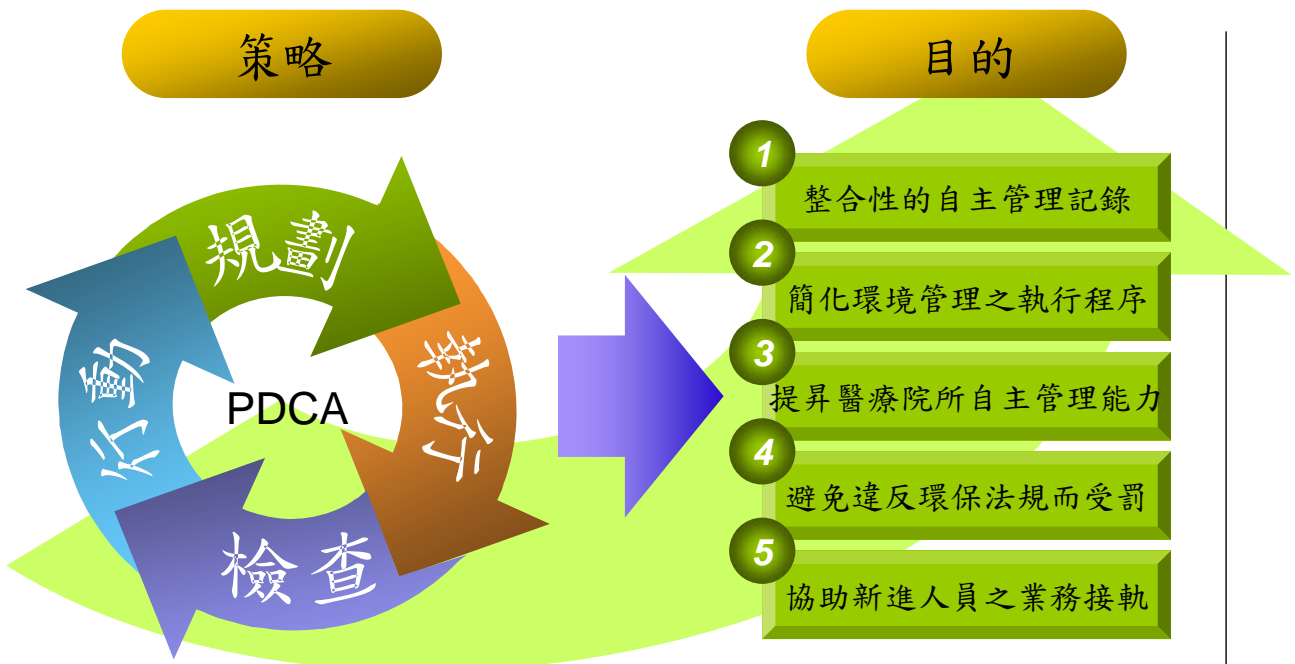 策略
規劃
執行
檢查
行動
PDCA
目的
1
整合性的自主管理記錄
2
簡化環境管理之執行程序
3
提昇醫療院所自主管理能力
4
避免違反環保法規而受罰
5
協助新進人員之業務接軌